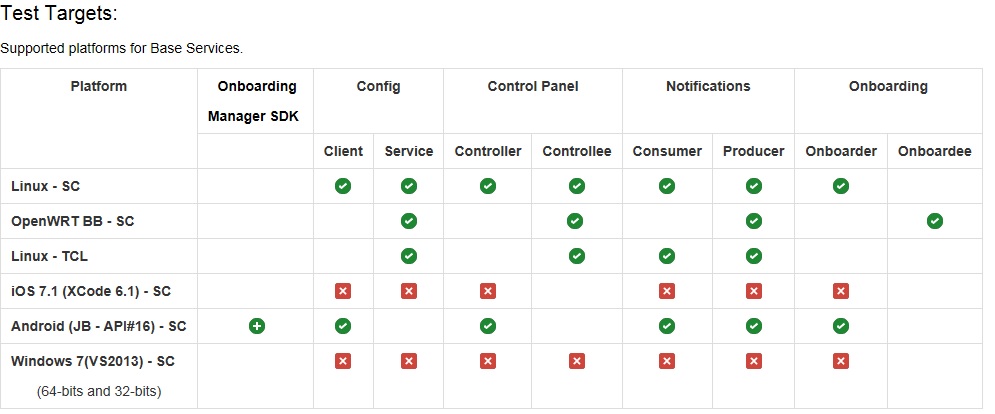 Test Targets:
Supported platforms for Base Services.
Platform Onboarding Config Control Panel Notifications Onboarding
Manager SDK
Client Service Controller Controllee Consumer Producer Onboarder Onboardee
Linux - SC
OpenWRT BB - SC
Linux - TCL
iOS 7.1 (XCode 6.1) - SC
Android (JB - API#16) - SC
Windows 7(VS2013) - SC
(64-bits and 32-bits)